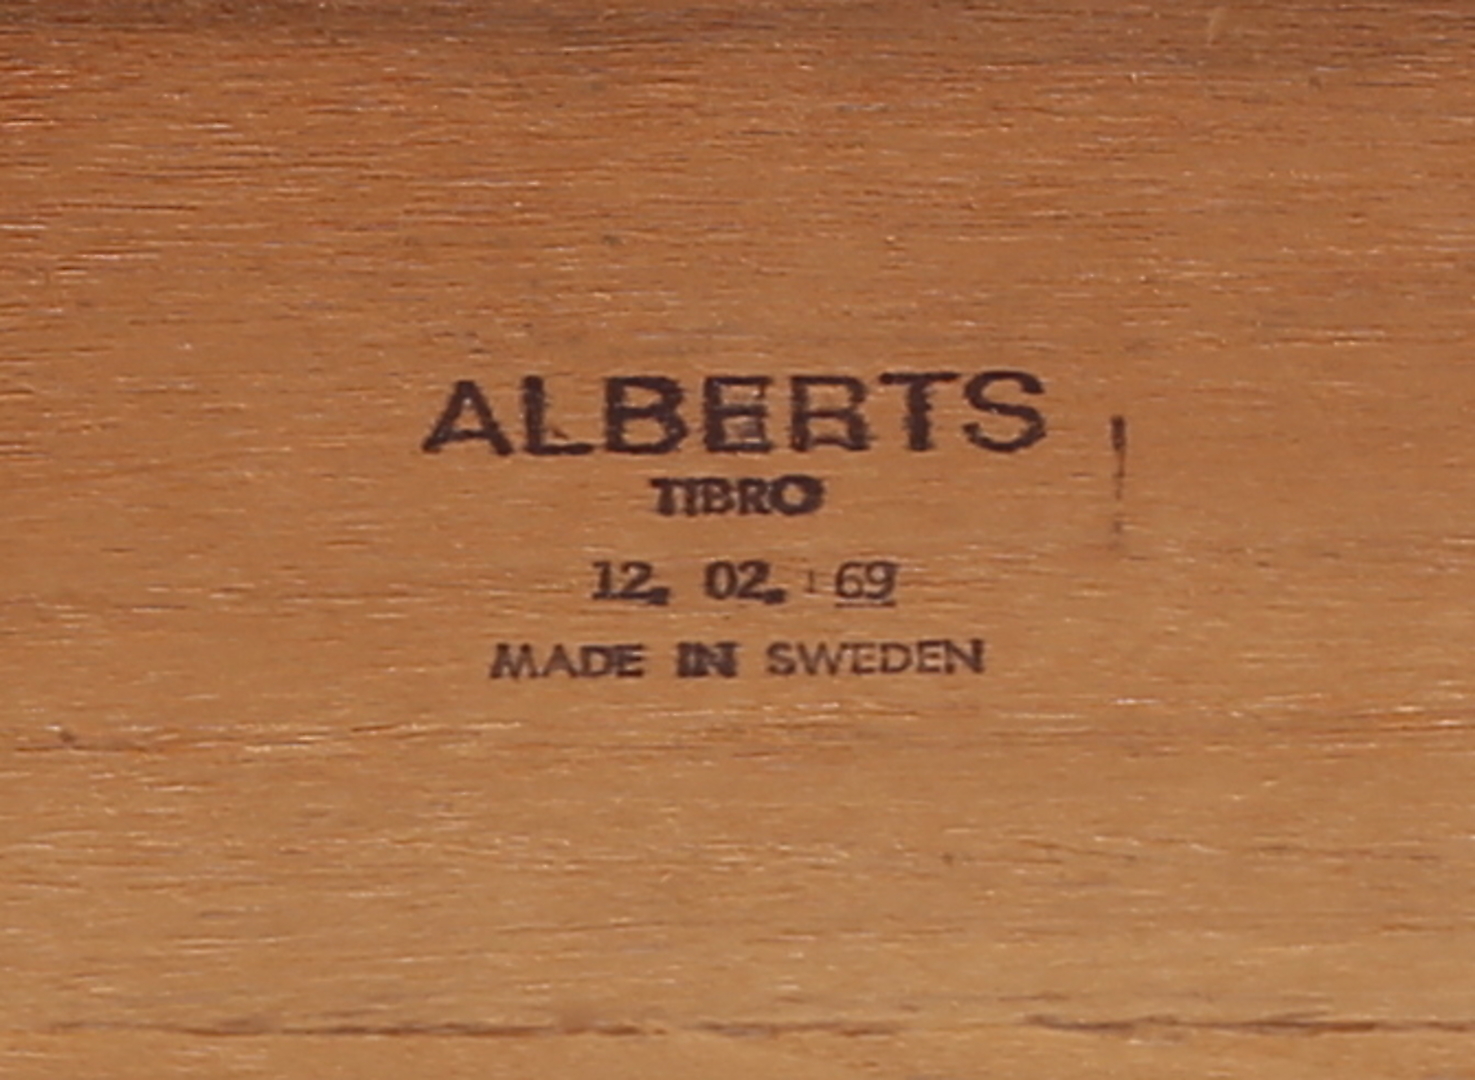 ALBERTS
TIBRO
12. 02. 69
MADE IN SWEDEN